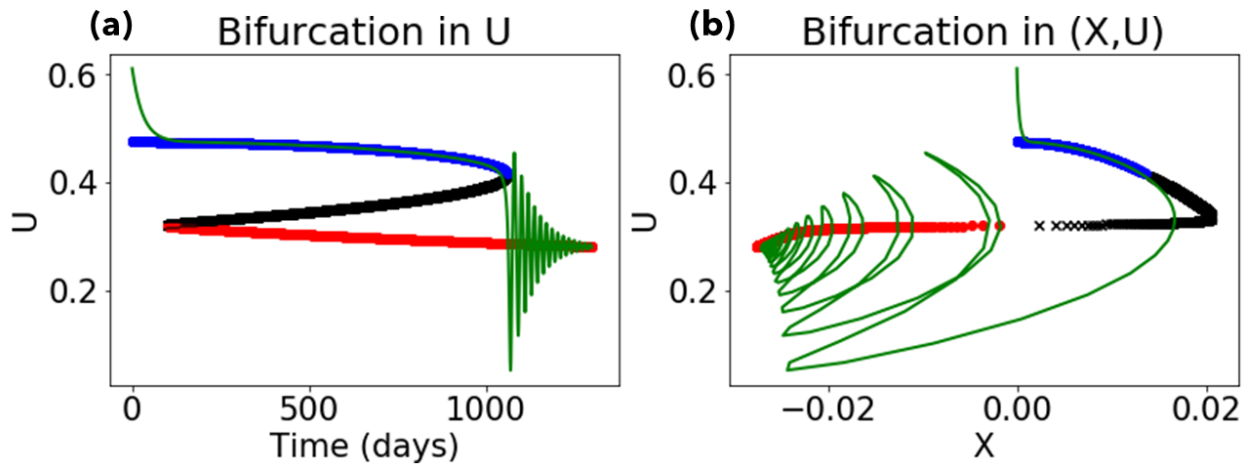 (a)
Bifurcation in U
0.6
0.4
0.2
U
0
500
1000
Time (days)
(b)
Bifurcation in (X,U)
0.6
0.4
0.2
U
−0.02
0.00
0.02
X